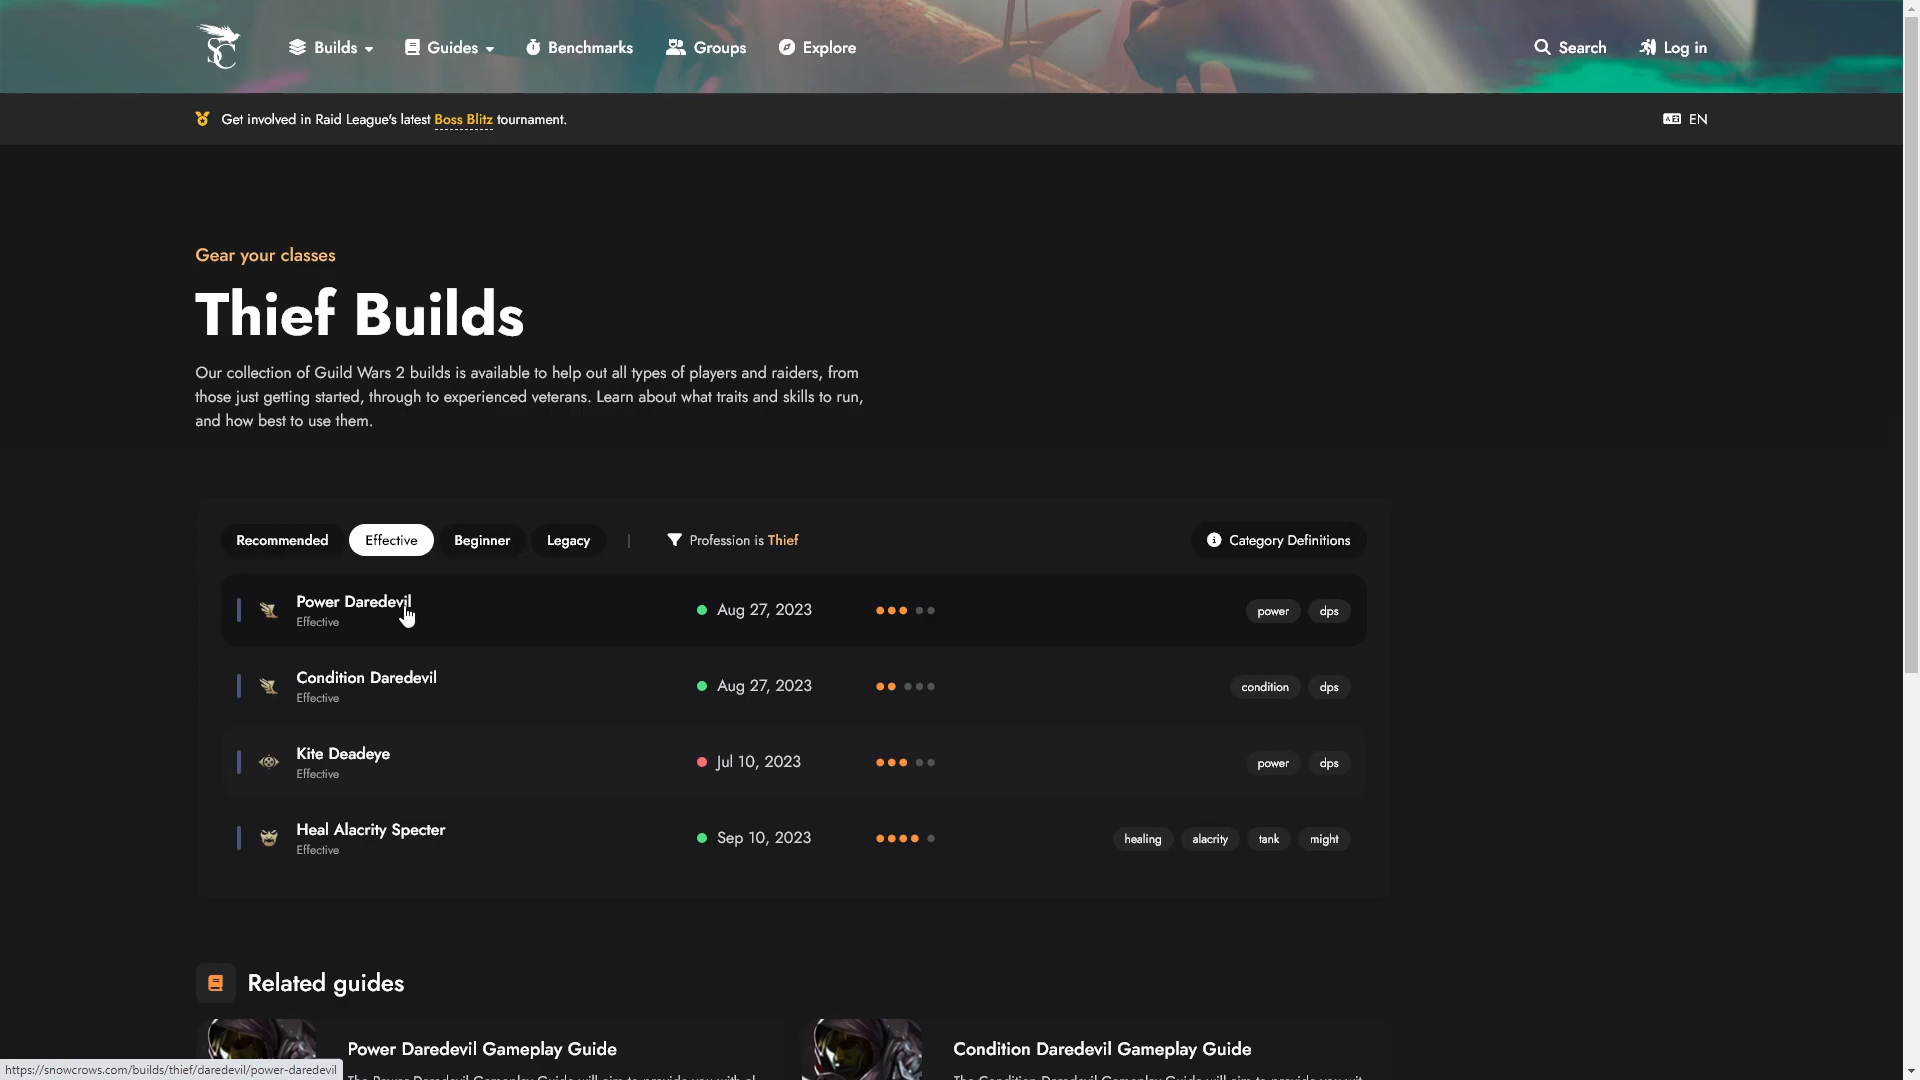 SC
Builds
Guides
Benchmarks
Groups
Explore
Search
Log in
Get involved in Raid League's latest Boss Blitz tournament.
EN
Gear your classes
Thief Builds
Our collection of Guild Wars 2 builds is available to help out all types of players and raiders, from
those just getting started, through to experienced veterans. Learn about what traits and skills to run,
and how best to use them.
Recommended
Effective
Beginner
Legacy
|
Profession is Thief
Category Definitions
Power Daredevil
Effective
Aug 27, 2023
power
dps
Condition Daredevil
Effective
Aug 27, 2023
condition
dps
Kite Deadeye
Effective
Jul 10, 2023
power
dps
Heal Alacrity Specter
Effective
Sep 10, 2023
healing
alacrity
tank
might
Related guides
Power Daredevil Gameplay Guide
Condition Daredevil Gameplay Guide
https://snowcrows.com/builds/thief/daredevil/power-daredevil